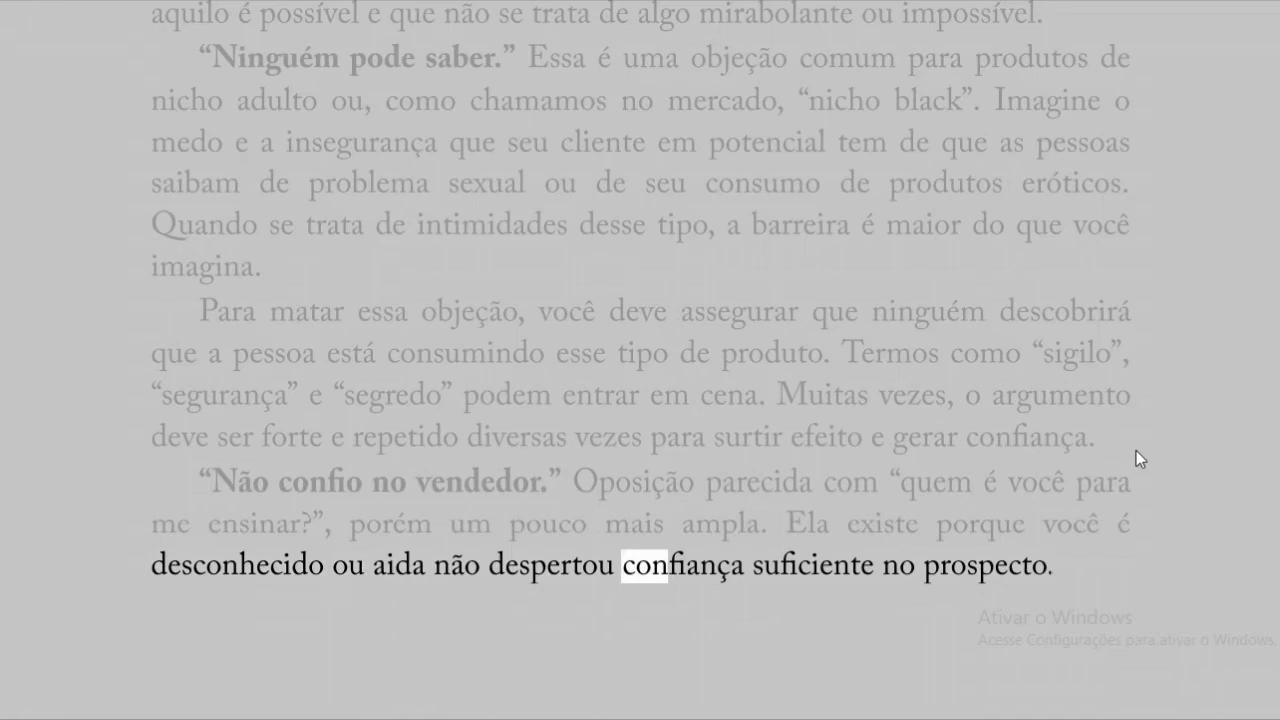 aquilo é possível e que não se trata de algo mirabolante ou impossível.
“Ninguém pode saber.” Essa é uma objeção comum para produtos de
nicho adulto ou, como chamamos no mercado, “nicho black”. Imagine o
medo e a insegurança que seu cliente em potencial tem de que as pessoas
saibam de problema sexual ou de seu consumo de produtos eróticos.
Quando se trata de intimidades desse tipo, a barreira é maior do que você
imagina.
Para matar essa objeção, você deve assegurar que ninguém descobrirá
que a pessoa está consumindo esse tipo de produto. Termos como “sigilo”,
“segurança” e “segredo” podem entrar em cena. Muitas vezes, o argumento
deve ser forte e repetido diversas vezes para surtir efeito e gerar confiança.
“Não confio no vendedor.” Oposição parecida com “quem é você para
me ensinar?”, porém um pouco mais ampla. Ela existe porque você é
desconhecido ou aida não despertou confiança suficiente no prospecto.
Ativar o Windows
Acesse Configurações para ativar o Windows.